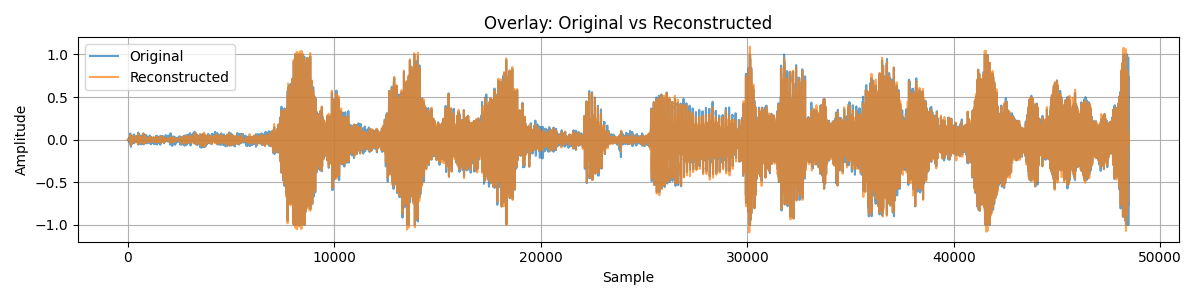 Overlay: Original vs Reconstructed
Original
Reconstructed
Amplitude
1.0
0.5
0.0
−0.5
−1.0
0 10000 20000 30000 40000 50000
Sample